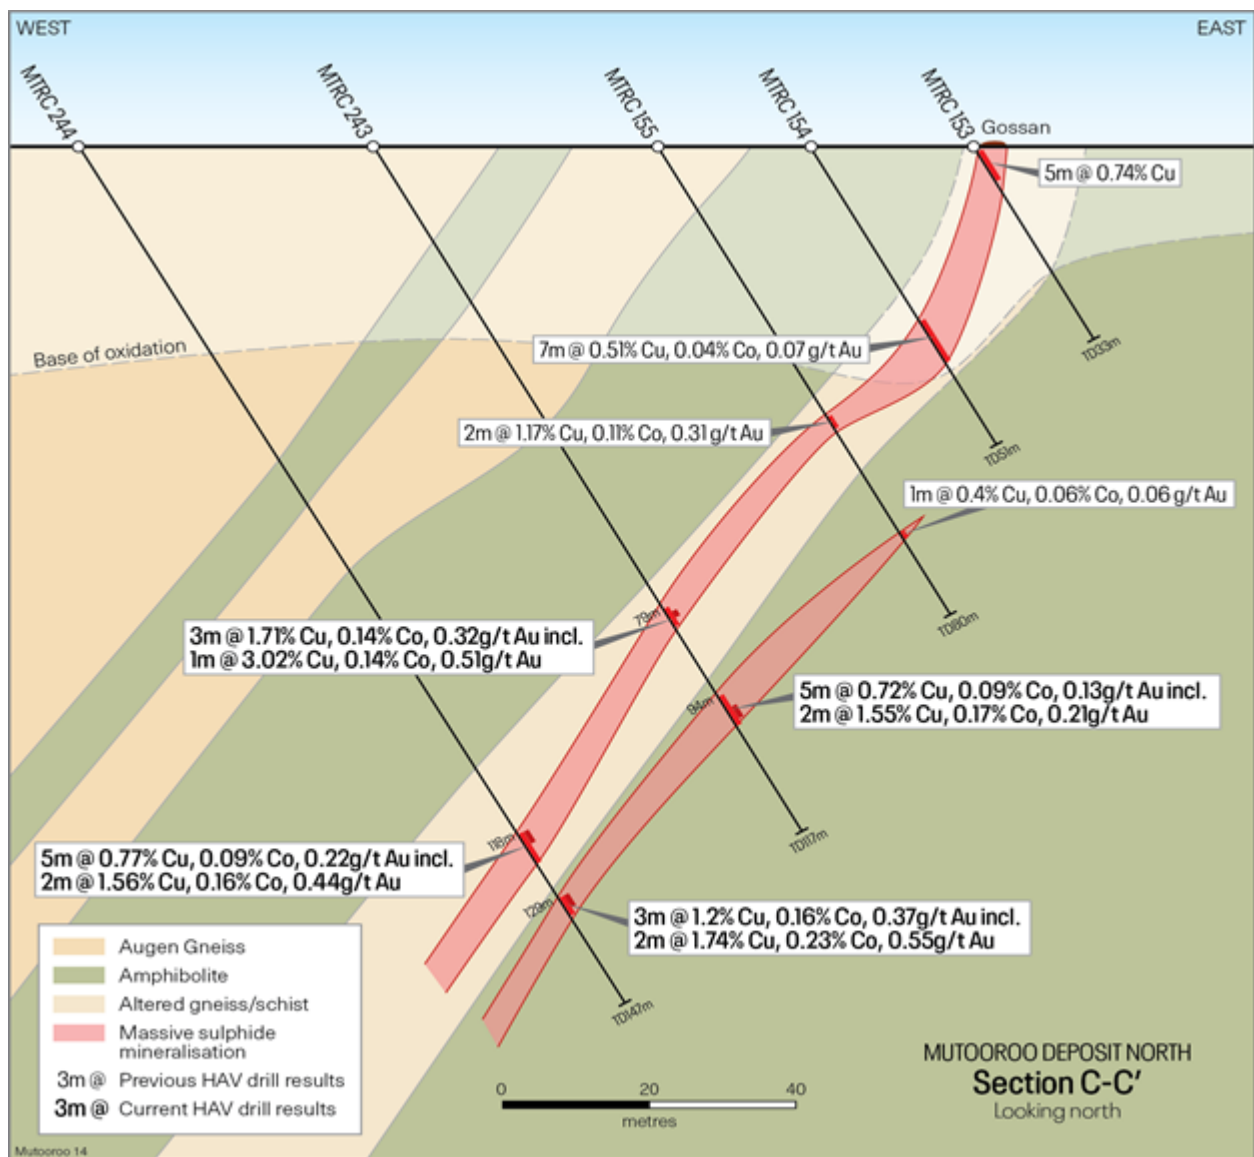 WEST
EAST
MTRC 244
MTRC 243
MTRC 155
MTRC 154
MTRC 153
Gossan
5m @ 0.74% Cu
Base of oxidation
7m @ 0.51% Cu, 0.04% Co, 0.07 g/t Au
TD33m
2m @ 1.17% Cu, 0.11% Co, 0.31 g/t Au
TD51m
1m @ 0.4% Cu, 0.06% Co, 0.06 g/t Au
79m
TD80m
3m @ 1.71% Cu, 0.14% Co, 0.32g/t Au incl.
1m @ 3.02% Cu, 0.14% Co, 0.51g/t Au
94m
5m @ 0.72% Cu, 0.09% Co, 0.13g/t Au incl.
2m @ 1.55% Cu, 0.17% Co, 0.21g/t Au
118m
TD117m
5m @ 0.77% Cu, 0.09% Co, 0.22g/t Au incl.
2m @ 1.56% Cu, 0.16% Co, 0.44g/t Au
129m
3m @ 1.2% Cu, 0.16% Co, 0.37g/t Au incl.
2m @ 1.74% Cu, 0.23% Co, 0.55g/t Au
TD147m
Augen Gneiss
Amphibolite
Altered gneiss/schist
Massive sulphide
mineralisation
3m @ Previous HAV drill results
3m @ Current HAV drill results
0 20 40
metres
MUTOOROO DEPOSIT NORTH
Section C-C'
Looking north
Mutooroo 14